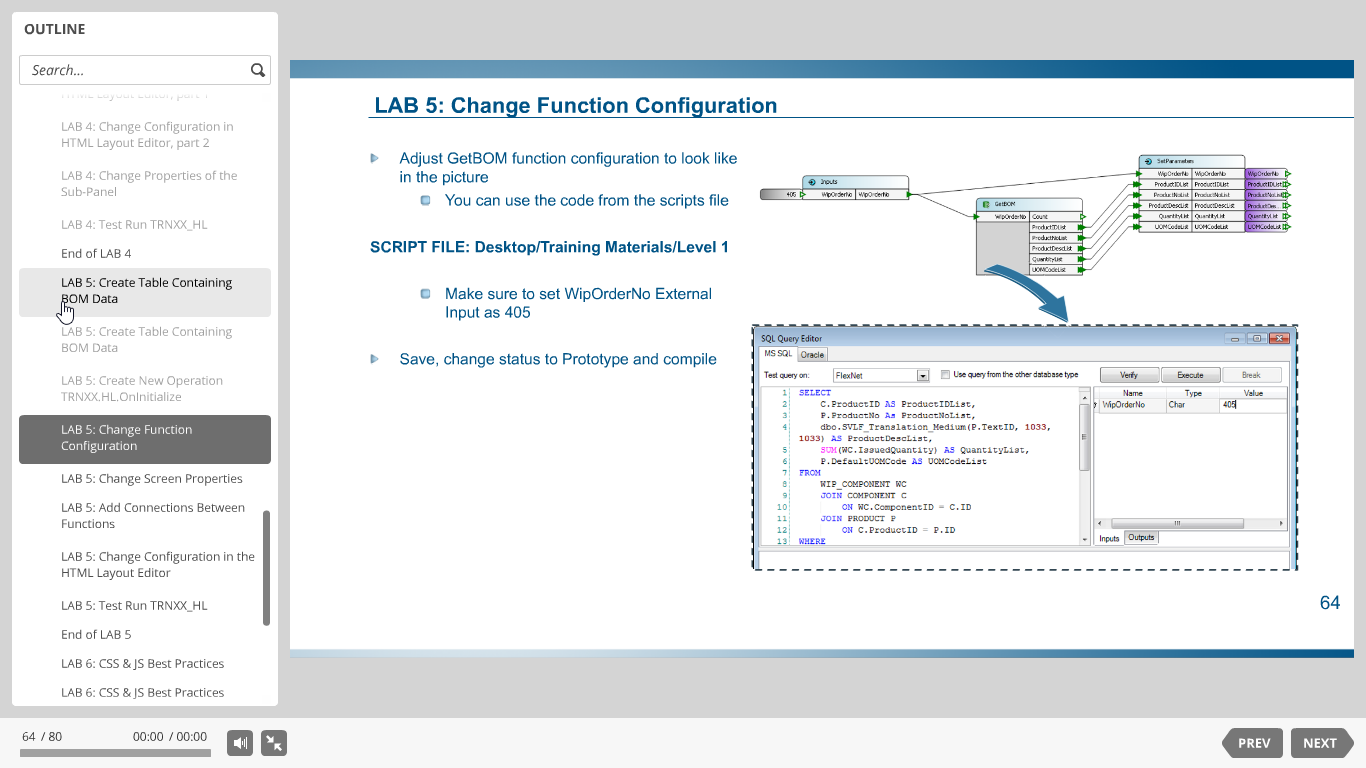 OUTLINE
Search...
HTML Layout Editor, part 1
LAB 4: Change Configuration in
HTML Layout Editor, part 2
LAB 4: Change Properties of the
Sub-Panel
LAB 4: Test Run TRNXX_HL
End of LAB 4
LAB 5: Create Table Containing
BOM Data
LAB 5: Create Table Containing
BOM Data
LAB 5: Create New Operation
TRNXX.HL.OnInitialize
LAB 5: Change Function
Configuration
LAB 5: Change Screen Properties
LAB 5: Add Connections Between
Functions
LAB 5: Change Configuration in the
HTML Layout Editor
LAB 5: Test Run TRNXX_HL
End of LAB 5
LAB 6: CSS & JS Best Practices
LAB 6: CSS & JS Best Practices
LAB 5: Change Function Configuration
Adjust GetBOM function configuration to look like
in the picture
You can use the code from the scripts file
SCRIPT FILE: Desktop/Training Materials/Level 1
Make sure to set WipOrderNo External
Input as 405
Save, change status to Prototype and compile
Inputs
405 WipOrderNo WipOrderNo
GetBOM
WipOrderNo Count
ProductIDList
ProductNoList
ProductDescList
QuantityList
UOMCodeList
SetParameters
WipOrderNo WipOrderNo WipOrderNo
ProductIDList ProductIDList ProductIDList
ProductNoList ProductNoList ProductNoList
ProductDescList ProductDescList ProductDes...
QuantityList QuantityList QuantityList
UOMCodeList UOMCodeList UOMCodeList
SQL Query Editor
MS SQL Oracle
Test query on: FlexNet Use query from the other database type Verify Execute Break
1 SELECT
2 C.ProductID AS ProductIDList,
3 P.ProductNo As ProductNoList,
4 dbo.SVLF_Translation_Medium(P.TextID, 1033,
1033) AS ProductDescList,
5 SUM(WC.IssuedQuantity) AS QuantityList,
6 P.DefaultUOMCode AS UOMCodeList
7 FROM
8 WIP_COMPONENT WC
9 JOIN COMPONENT C
10 ON WC.ComponentID = C.ID
11 JOIN PRODUCT P
12 ON C.ProductID = P.ID
13 WHERE
Name Type Value
WipOrderNo Char 405
Inputs Outputs
64
64 / 80 00:00 / 00:00
PREV NEXT